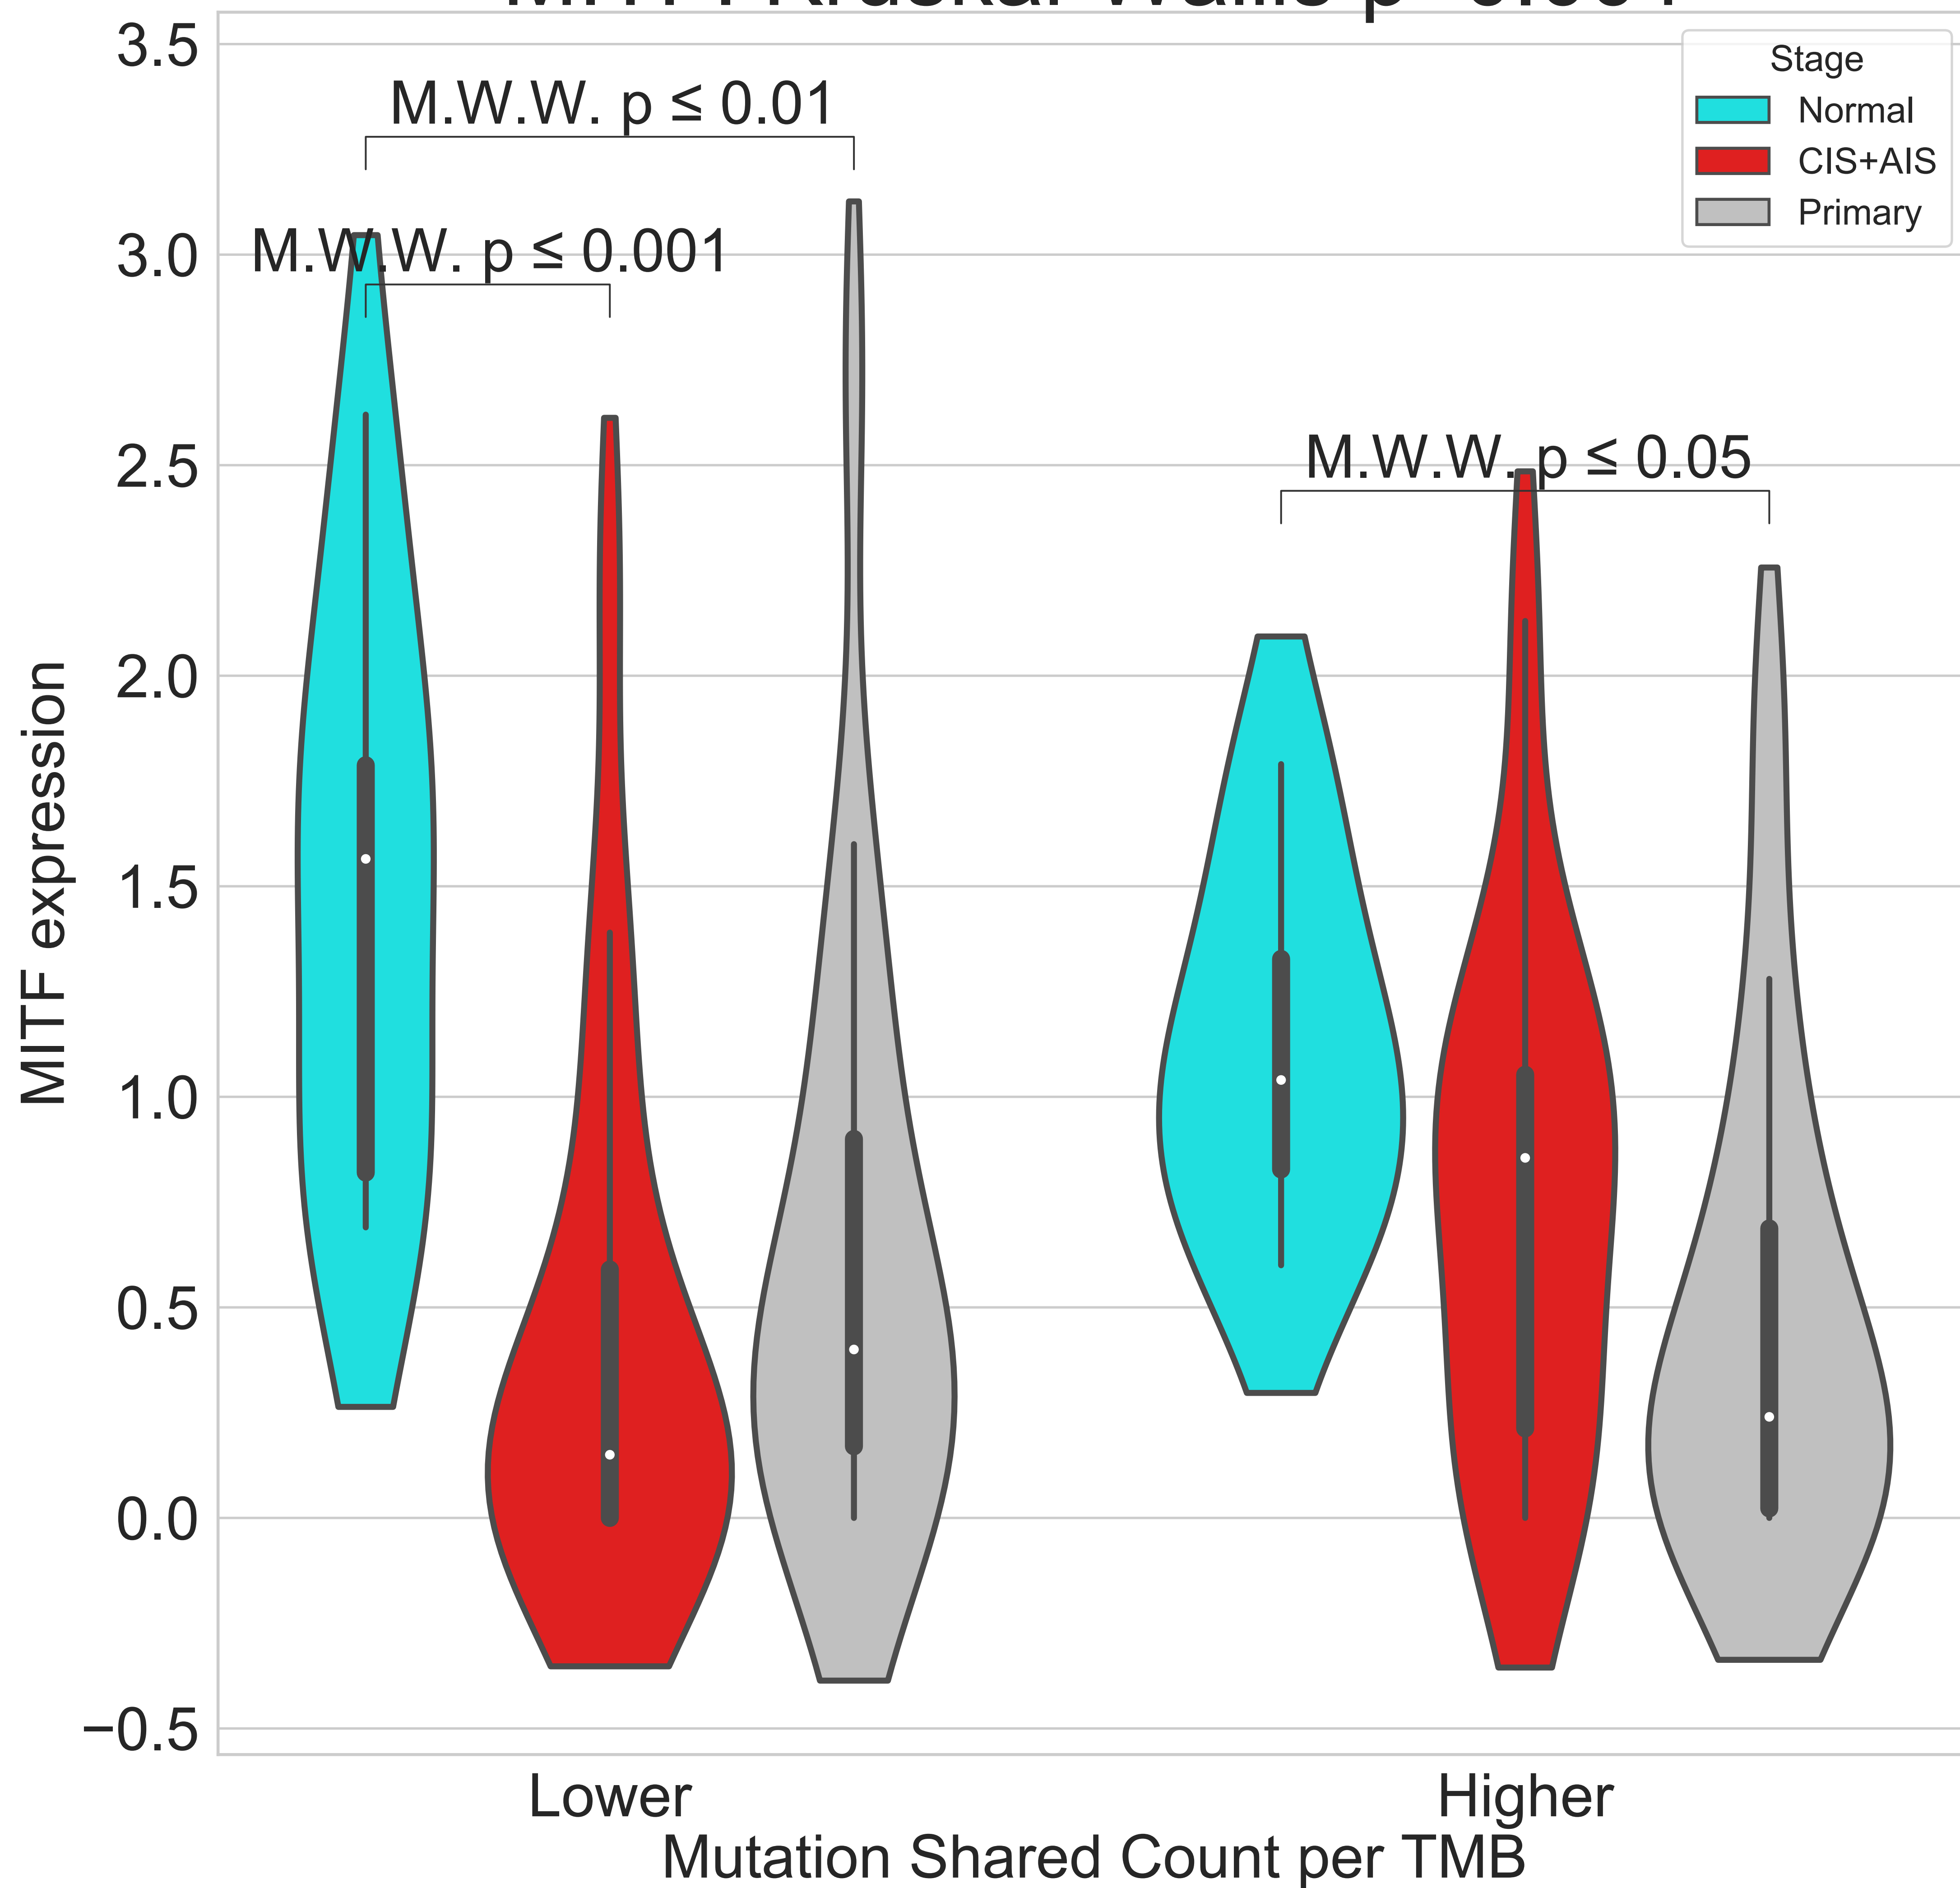 3.5
3.0
2.5
2.0
1.5
1.0
0.5
0.0
−0.5
MITF expression
M.W.W. p ≤ 0.01
M.W.W. p ≤ 0.001
M.W.W. p ≤ 0.05
Stage
Normal
CIS+AIS
Primary
Lower
Higher
Mutation Shared Count per TMB